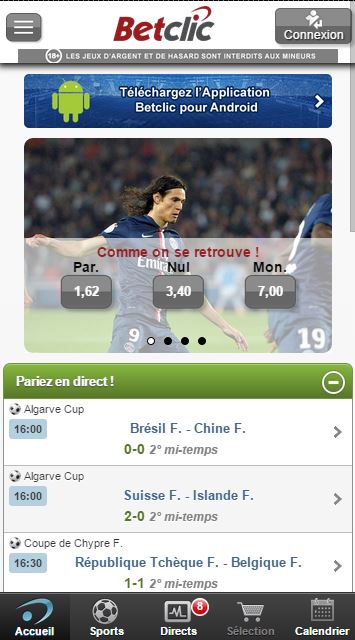 Betclic
Connexion
18+ LES JEUX D'ARGENT ET DE HASARD SONT INTERDITS AUX MINEURS
Téléchargez l'Application
Betclic pour Android
Comme on se retrouve !
Par. Nul Mon.
1,62 3,40 7,00
9 19
Pariez en direct !
Algarve Cup
16:00 Brésil F. - Chine F.
0-0 2° mi-temps
Algarve Cup
16:00 Suisse F. - Islande F.
2-0 2° mi-temps
Coupe de Chypre F.
16:30 République Tchèque F. - Belgique F.
1-1 2° mi-temps
8
Accueil Sports Directs Sélection Calendrier